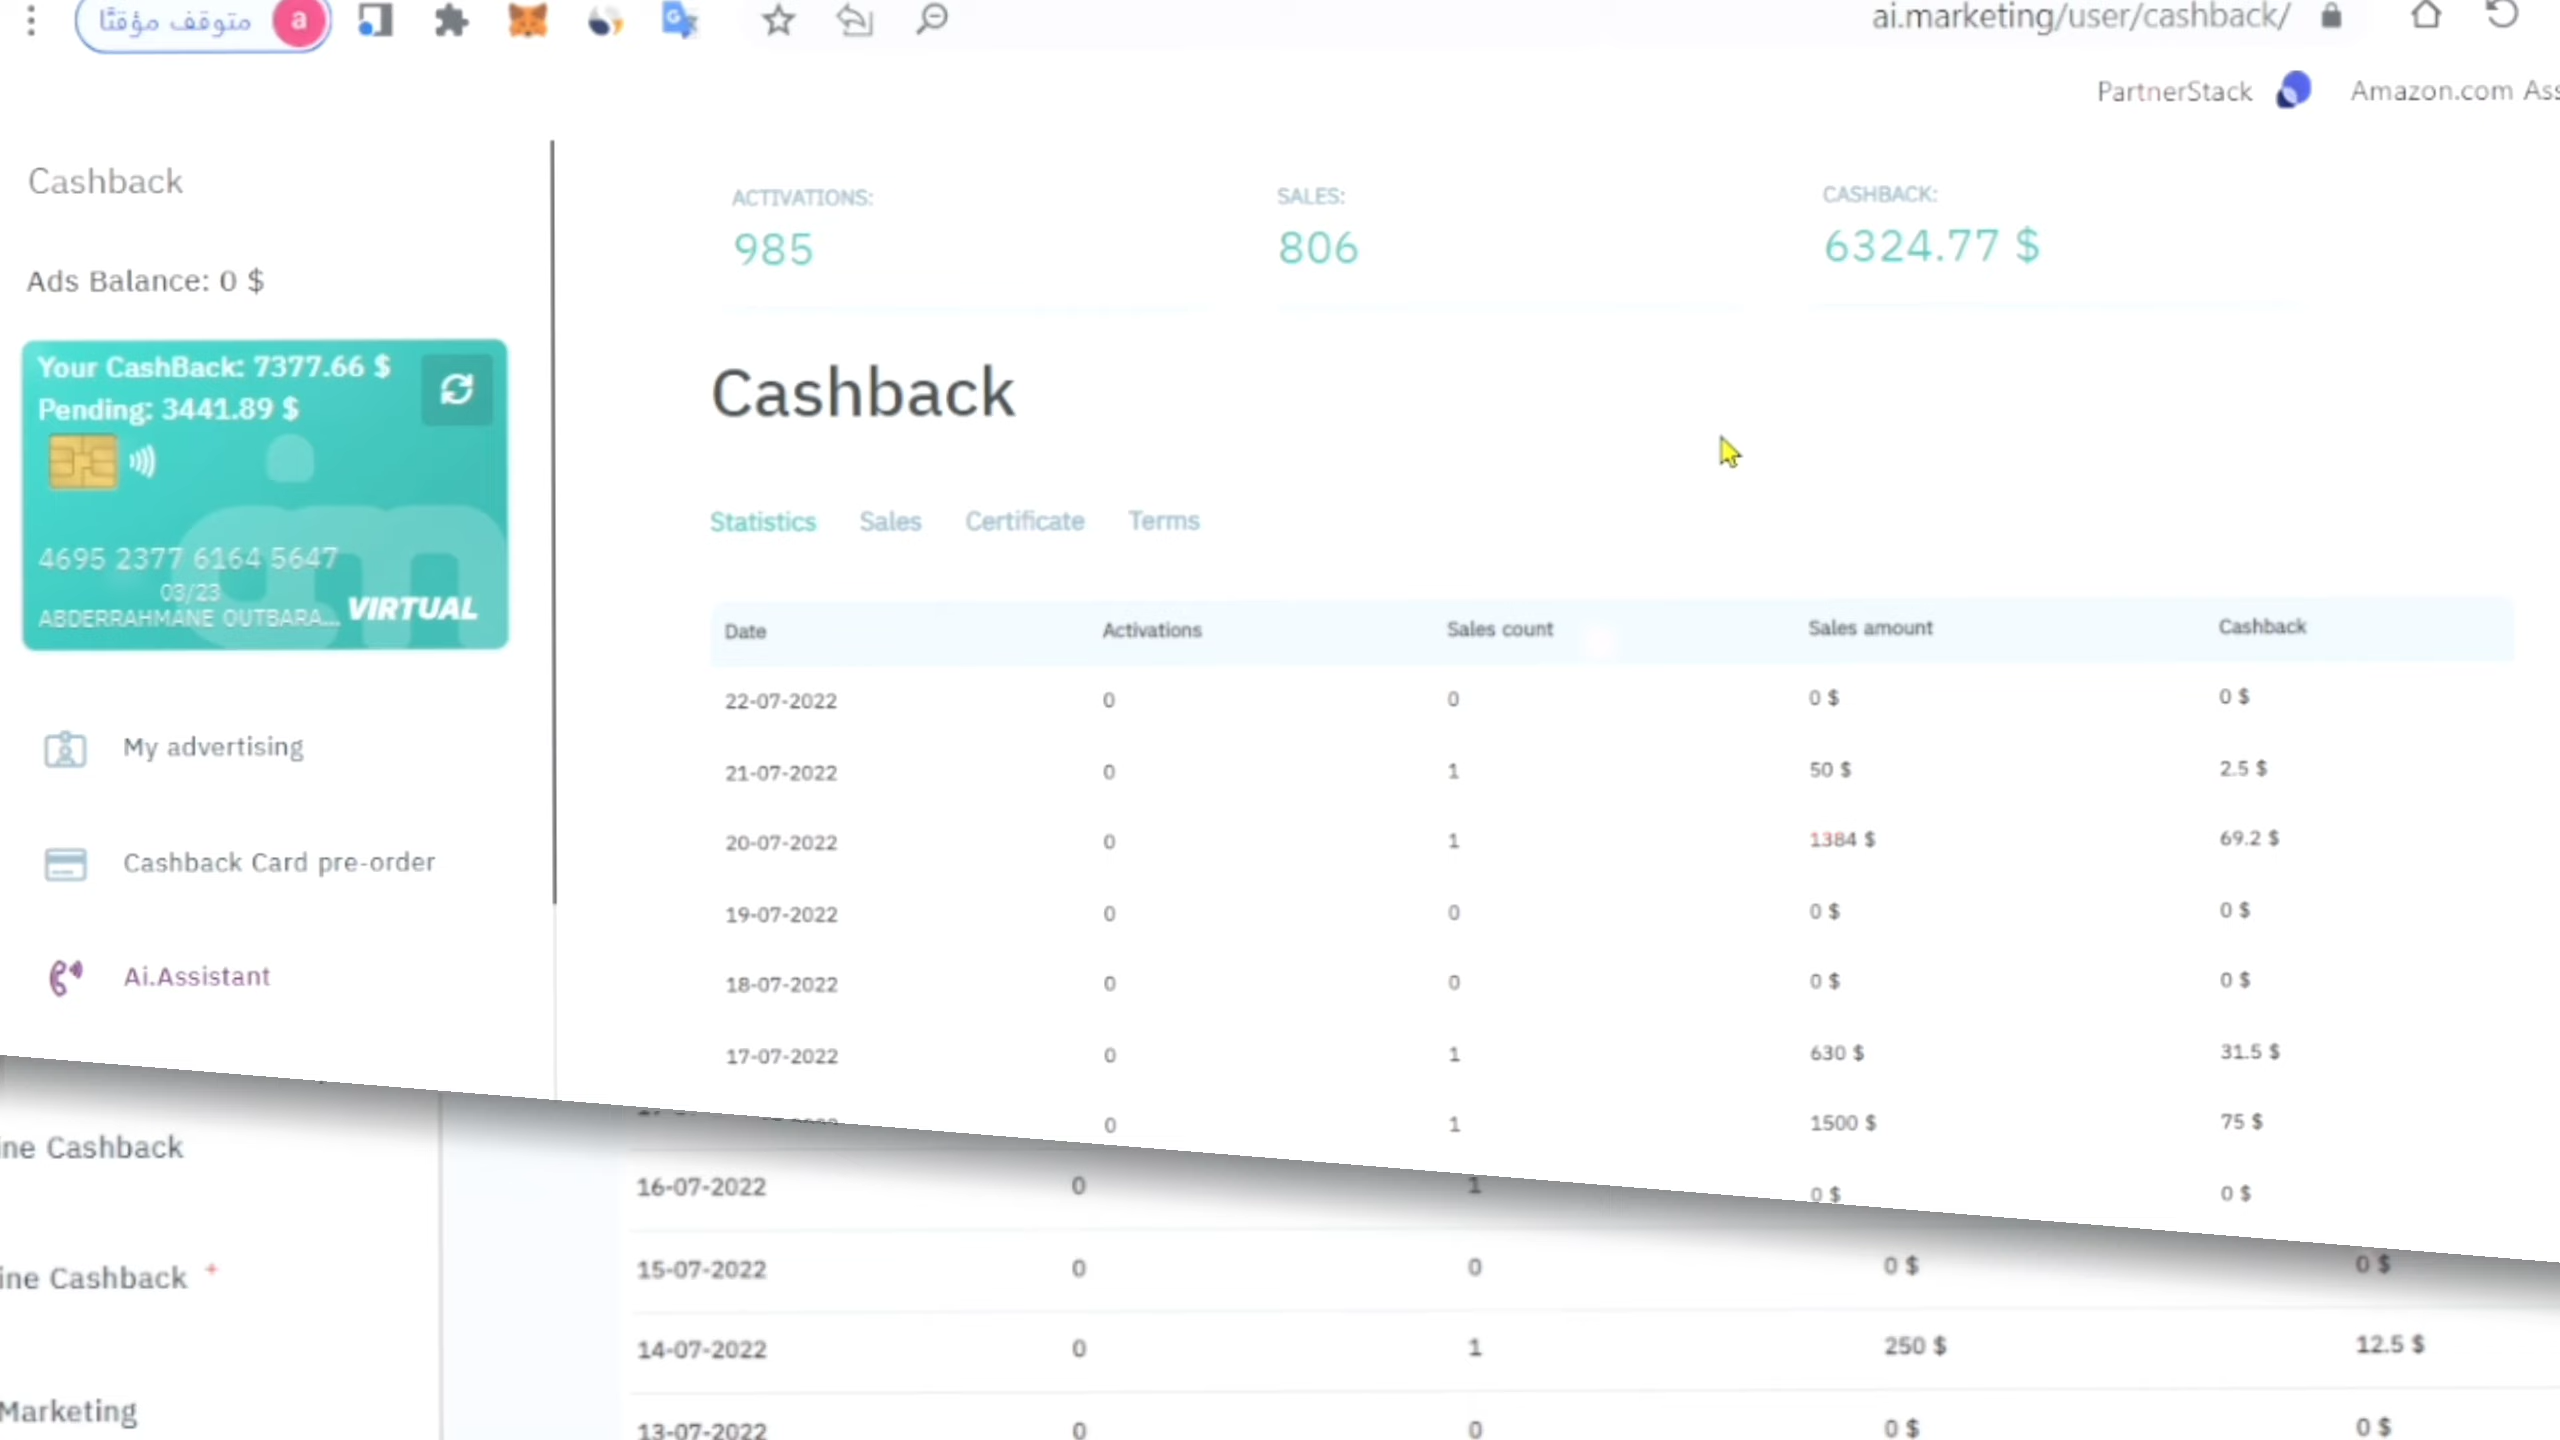 متوقف مؤقتًا
a
ai.marketing/user/cashback/
PartnerStack
Amazon.com Ass
Cashback
Ads Balance: 0 $
Your CashBack: 7377.66 $
Pending: 3441.89 $
4695 2377 6164 5647
03/23
ABDERRAHMANE OUTBARA... VIRTUAL
My advertising
Cashback Card pre-order
Ai.Assistant
ACTIVATIONS: SALES: CASHBACK:
985 806 6324.77 $
Cashback
Statistics Sales Certificate Terms
Date Activations Sales count Sales amount Cashback
22-07-2022 0 0 0 $ 0 $
21-07-2022 0 1 50 $ 2.5 $
20-07-2022 0 1 1384 $ 69.2 $
19-07-2022 0 0 0 $ 0 $
18-07-2022 0 0 0 $ 0 $
17-07-2022 0 1 630 $ 31.5 $
0 1 1500 $ 75 $
0 $ 0 $
ine Cashback
ine Cashback +
Marketing
16-07-2022 0 1
15-07-2022 0 0 0 $ 0 $
14-07-2022 0 1 250 $ 12.5 $
13-07-2022 0 0 0 $ 0 $